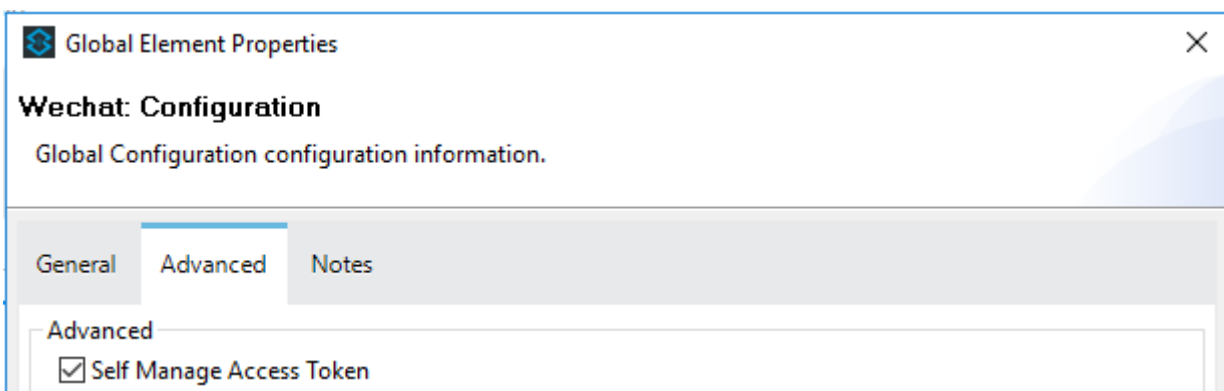 Global Element Properties
Wechat: Configuration
Global Configuration configuration information.
General Advanced Notes
Advanced
Self Manage Access Token